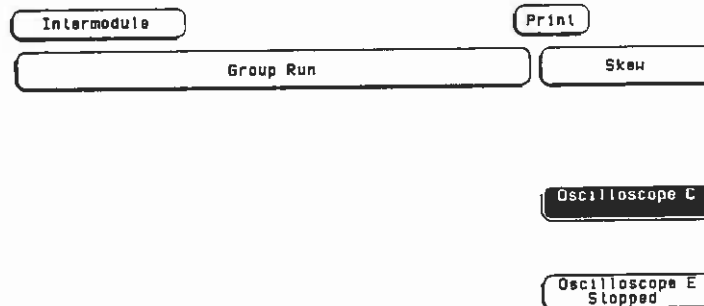 Intermodule
Print
Group Run
Skew
Oscilloscope C
Oscilloscope E
Stopped